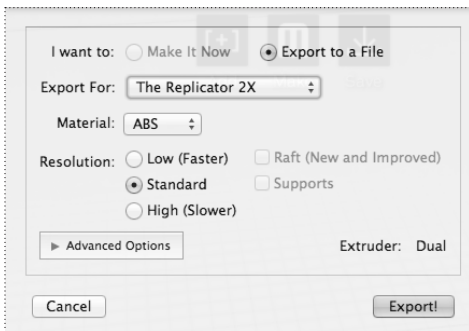 I want to: Make It Now Export to a File
Export For: The Replicator 2X
Material: ABS
Resolution: Low (Faster) Raft (New and Improved)
Standard Supports
High (Slower)
Advanced Options Extruder: Dual
Cancel Export!